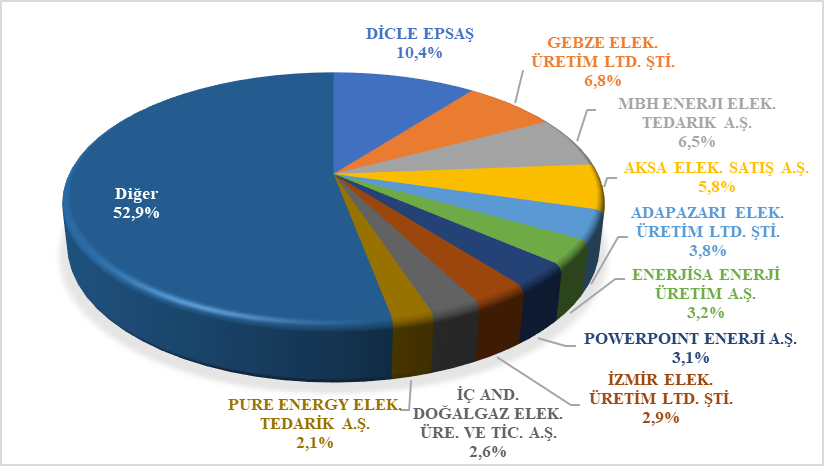 DİCLE EPSAŞ
10,4%
GEBZE ELEK.
ÜRETİM LTD. ŞTİ.
6,8%
MBH ENERJI ELEK.
TEDARIK A.Ş.
6,5%
AKSA ELEK. SATIŞ A.Ş.
5,8%
ADAPAZARI ELEK.
ÜRETİM LTD. ŞTİ.
3,8%
ENERJİSA ENERJİ
ÜRETİM A.Ş.
3,2%
POWERPOINT ENERJİ A.Ş.
3,1%
İZMİR ELEK.
ÜRETİM LTD. ŞTİ.
2,9%
İÇ AND.
DOĞALGAZ ELEK.
ÜRE. VE TİC. A.Ş.
2,6%
PURE ENERGY ELEK.
TEDARİK A.Ş.
2,1%
Diğer
52,9%